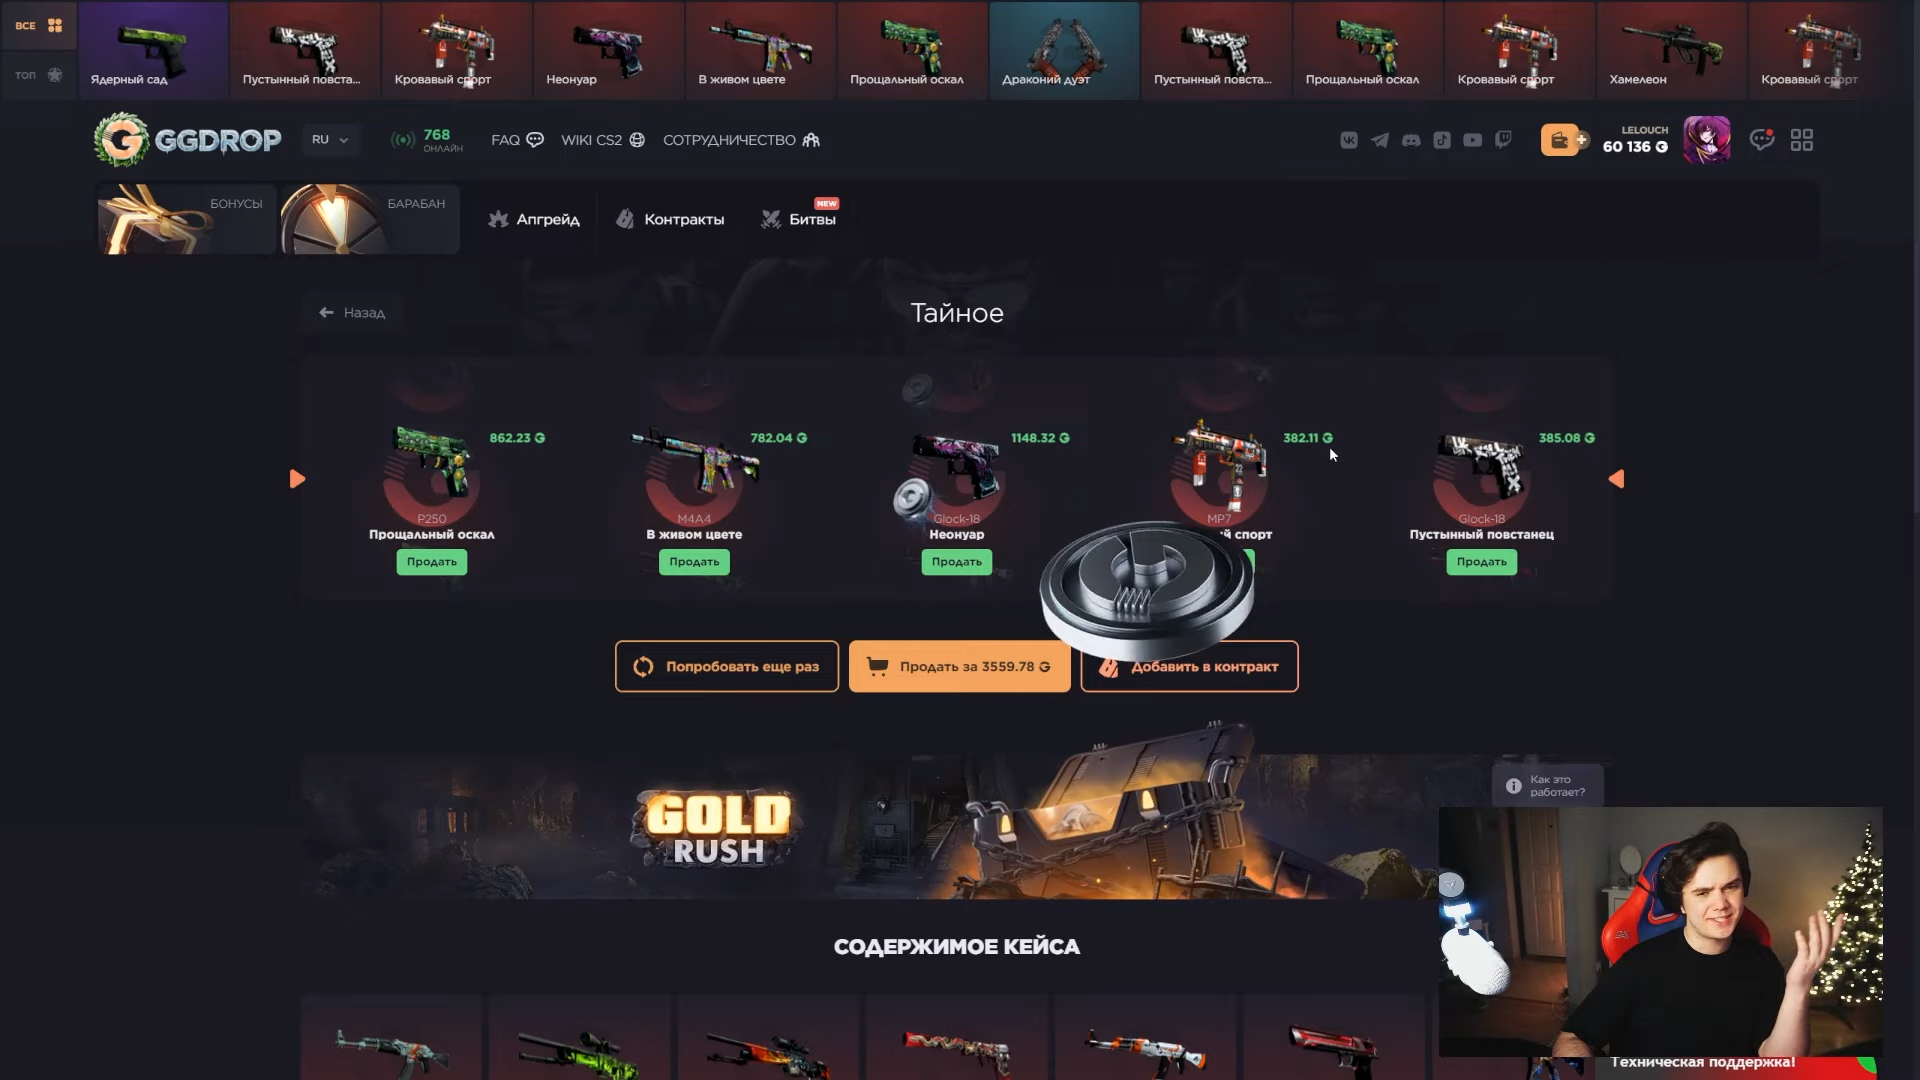 ВСЕ
ТОП
Ядерный сад
Пустынный повста...
Кровавый спорт
Неонуар
В живом цвете
Прощальный оскал
Драконий дуэт
Пустынный повста...
Прощальный оскал
Кровавый спорт
Хамелеон
Кровавый спорт
GGDROP
RU
768
ОНЛАЙН
FAQ
WIKI CS2
СОТРУДНИЧЕСТВО
LELOUCH
60 136 G
БОНУСЫ
БАРАБАН
Апгрейд
Контракты
Битвы
NEW
Назад
Тайное
862.23 G
782.04 G
1148.32 G
382.11 G
385.08 G
P250
M4A4
Glock-18
MP7
Glock-18
Прощальный оскал
В живом цвете
Неонуар
й спорт
Пустынный повстанец
Продать
Продать
Продать
Продать
Попробовать еще раз
Продать за 3559.78 G
Добавить в контракт
GOLD
RUSH
Как это
работает?
СОДЕРЖИМОЕ КЕЙСА
Техническая поддержка!